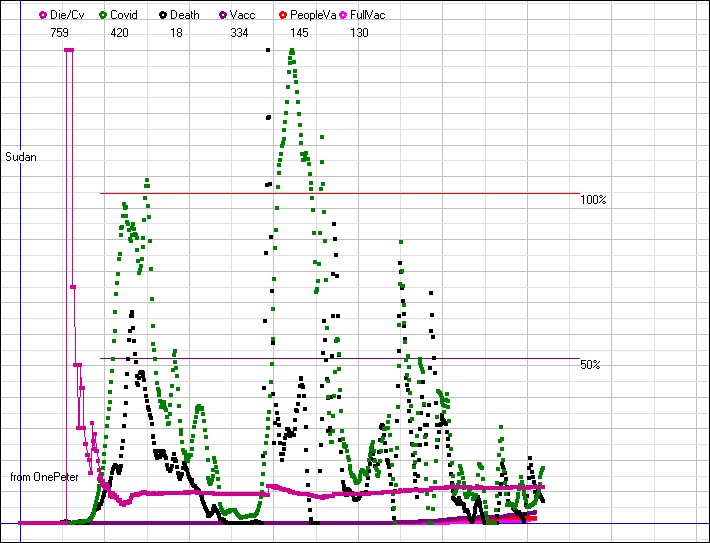 Die/Cv Covid Death Vacc PeopleVa FullVac
759 420 18 334 145 130
Sudan
100%
50%
from OnePeter